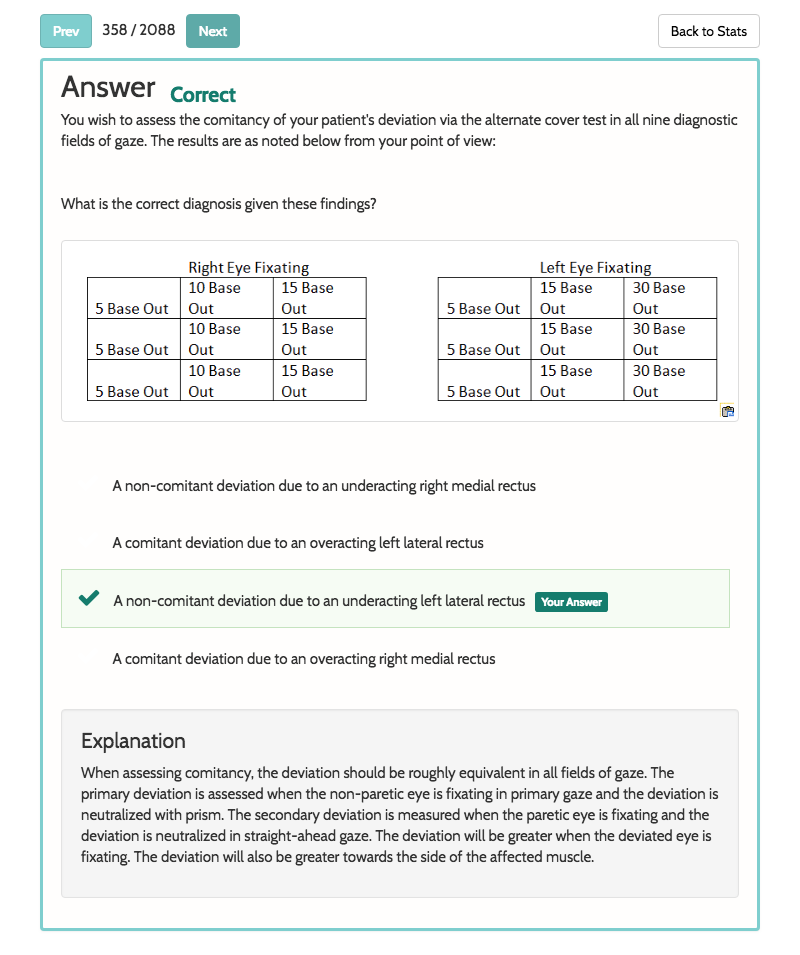 Prev 358 / 2088 Next Back to Stats
Answer Correct
You wish to assess the comitancy of your patient's deviation via the alternate cover test in all nine diagnostic
fields of gaze. The results are as noted below from your point of view:
What is the correct diagnosis given these findings?
Right Eye Fixating Left Eye Fixating
10 Base 15 Base 15 Base 30 Base
5 Base Out Out Out 5 Base Out Out Out
10 Base 15 Base 15 Base 30 Base
5 Base Out Out Out 5 Base Out Out Out
10 Base 15 Base 15 Base 30 Base
5 Base Out Out Out 5 Base Out Out Out
A non-comitant deviation due to an underacting right medial rectus
A comitant deviation due to an overacting left lateral rectus
A non-comitant deviation due to an underacting left lateral rectus Your Answer
A comitant deviation due to an overacting right medial rectus
Explanation
When assessing comitancy, the deviation should be roughly equivalent in all fields of gaze. The
primary deviation is assessed when the non-paretic eye is fixating in primary gaze and the deviation is
neutralized with prism. The secondary deviation is measured when the paretic eye is fixating and the
deviation is neutralized in straight-ahead gaze. The deviation will be greater when the deviated eye is
fixating. The deviation will also be greater towards the side of the affected muscle.